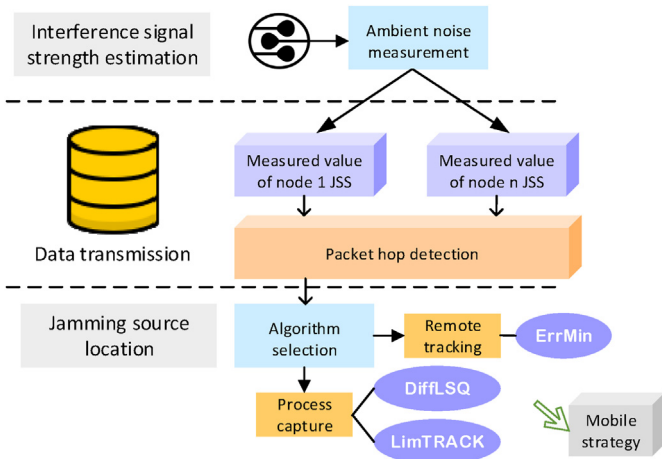 Interference signal
strength estimation
Ambient noise
measurement
Measured value
of node 1 JSS
Measured value
of node n JSS
Data transmission
Packet hop detection
Jamming source
location
Algorithm
selection
Remote
tracking
ErrMin
Process
capture
DiffLSQ
LimTRACK
Mobile
strategy